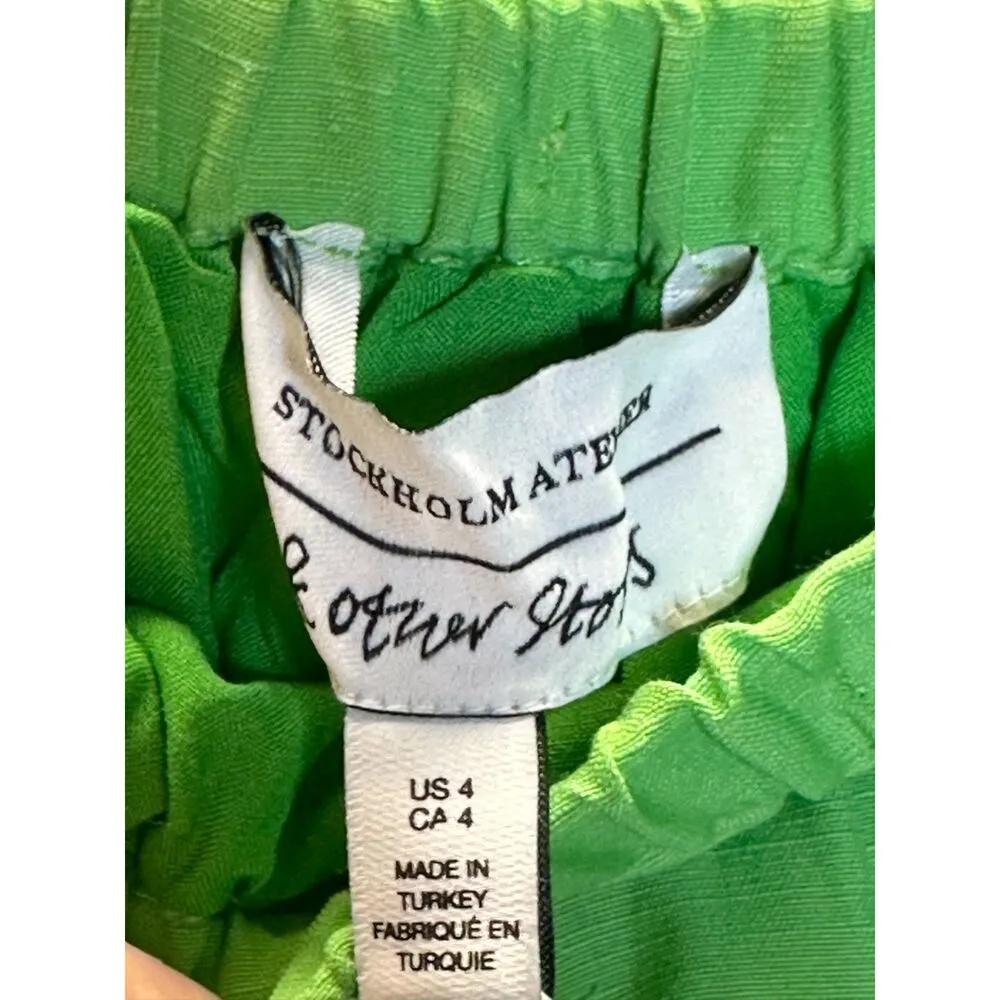 STOCKHOLM ATELIER
& other Stories
US 4
CA 4
MADE IN
TURKEY
FABRIQUÉ EN
TURQUIE